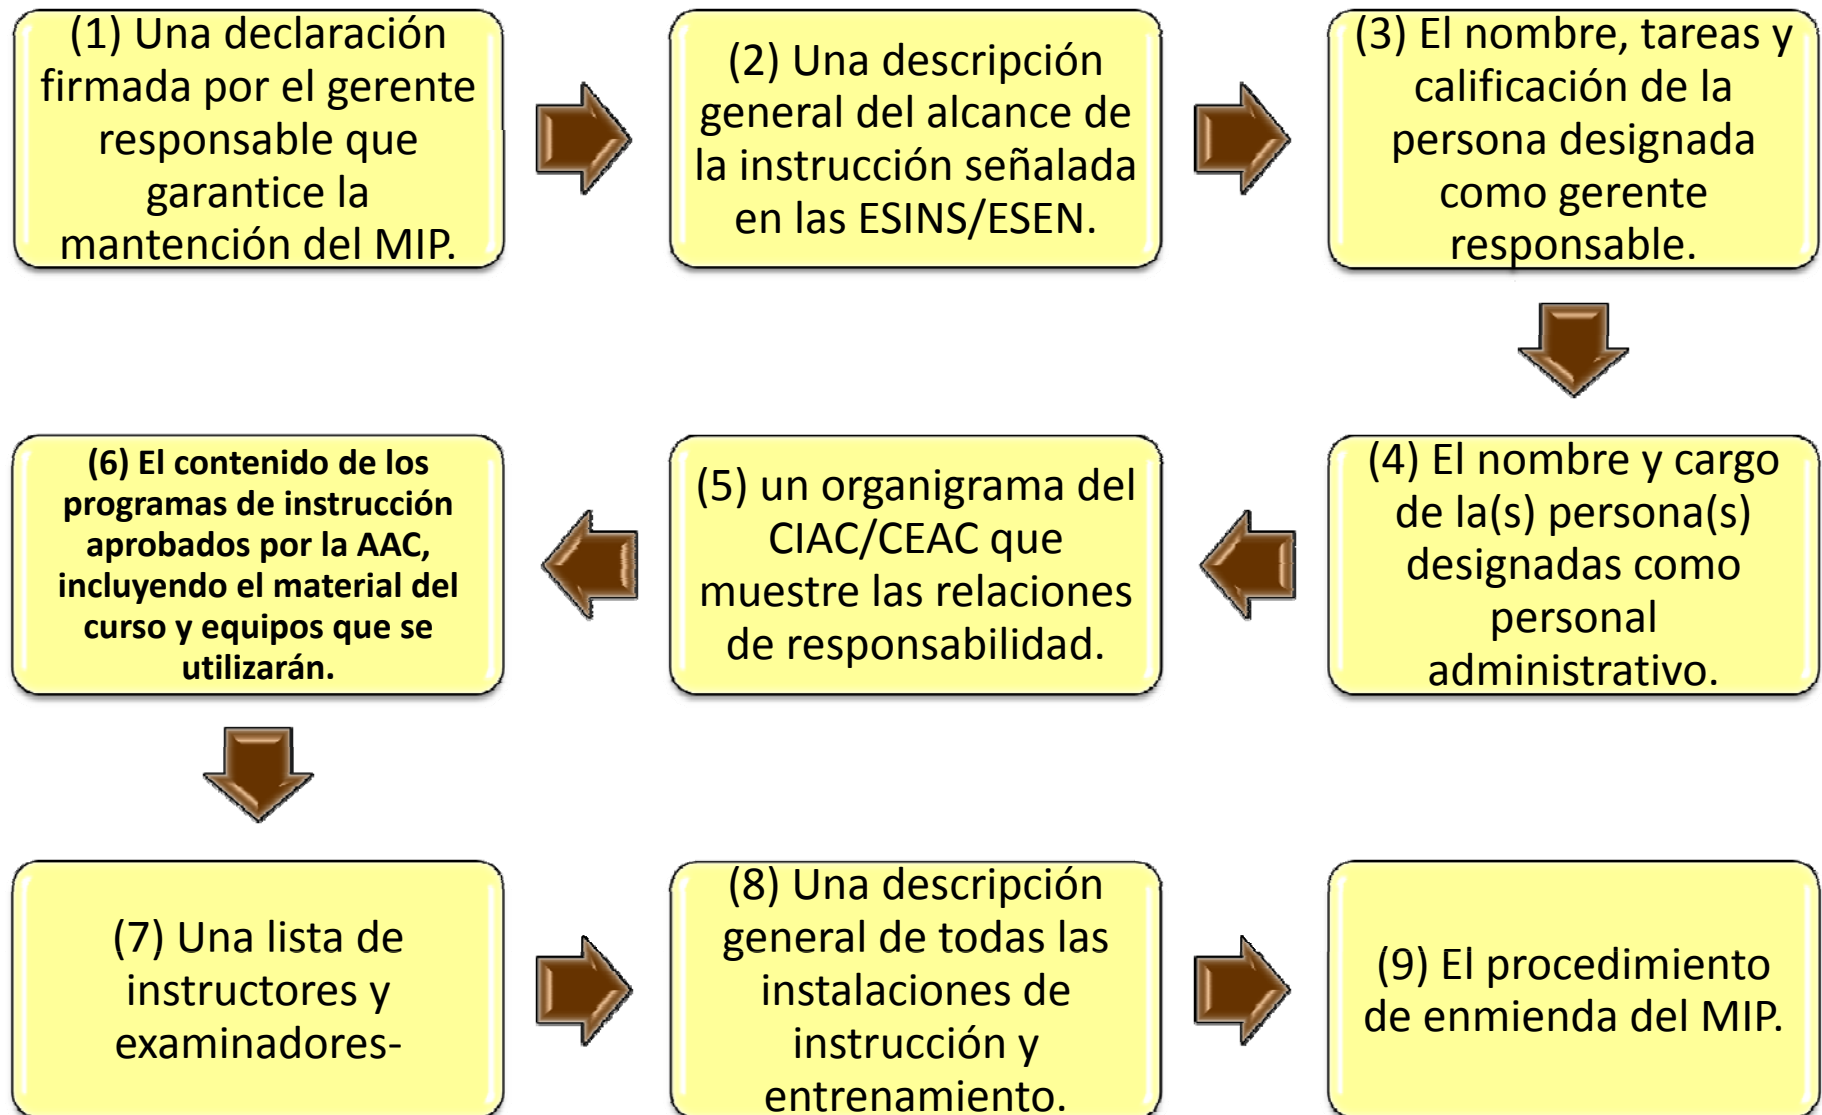 (1) Una declaración
firmada por el gerente
responsable que
garantice la
mantención del MIP.
(2) Una descripción
general del alcance de
la instrucción señalada
en las ESINS/ESEN.
(3) El nombre, tareas y
calificación de la
persona designada
como gerente
responsable.
(4) El nombre y cargo
de la(s) persona(s)
designadas como
personal
administrativo.
(5) un organigrama del
CIAC/CEAC que
muestre las relaciones
de responsabilidad.
(6) El contenido de los
programas de instrucción
aprobados por la AAC,
incluyendo el material del
curso y equipos que se
utilizarán.
(7) Una lista de
instructores y
examinadores-
(8) Una descripción
general de todas las
instalaciones de
instrucción y
entrenamiento.
(9) El procedimiento
de enmienda del MIP.